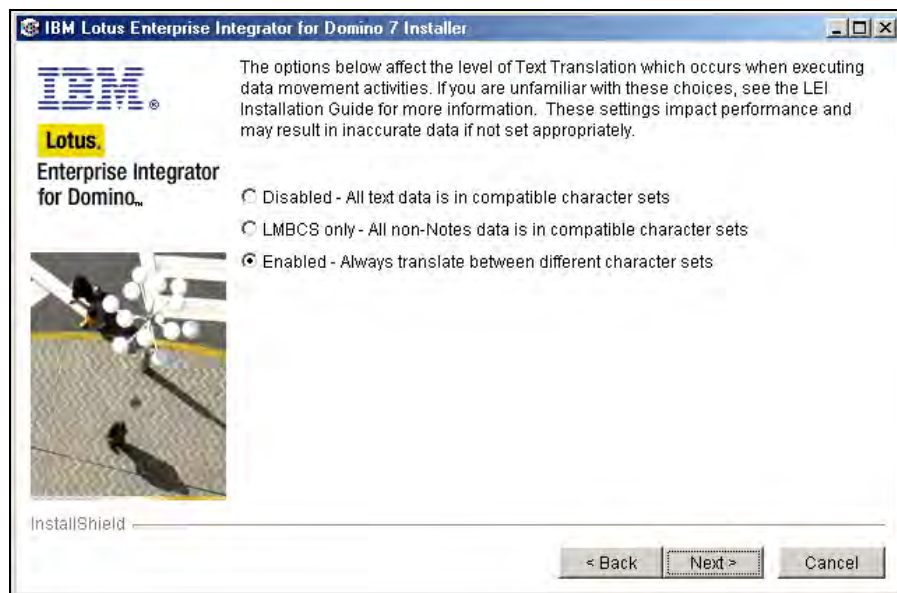 IBM Lotus Enterprise Integrator for Domino 7 Installer
The options below affect the level of Text Translation which occurs when executing
data movement activities. If you are unfamiliar with these choices, see the LEI
Installation Guide for more information. These settings impact performance and
may result in inaccurate data if not set appropriately.
IBM®
Lotus.
Enterprise Integrator
for Domino™
Disabled - All text data is in compatible character sets
LMBCS only - All non-Notes data is in compatible character sets
Enabled - Always translate between different character sets
InstallShield
< Back Next > Cancel